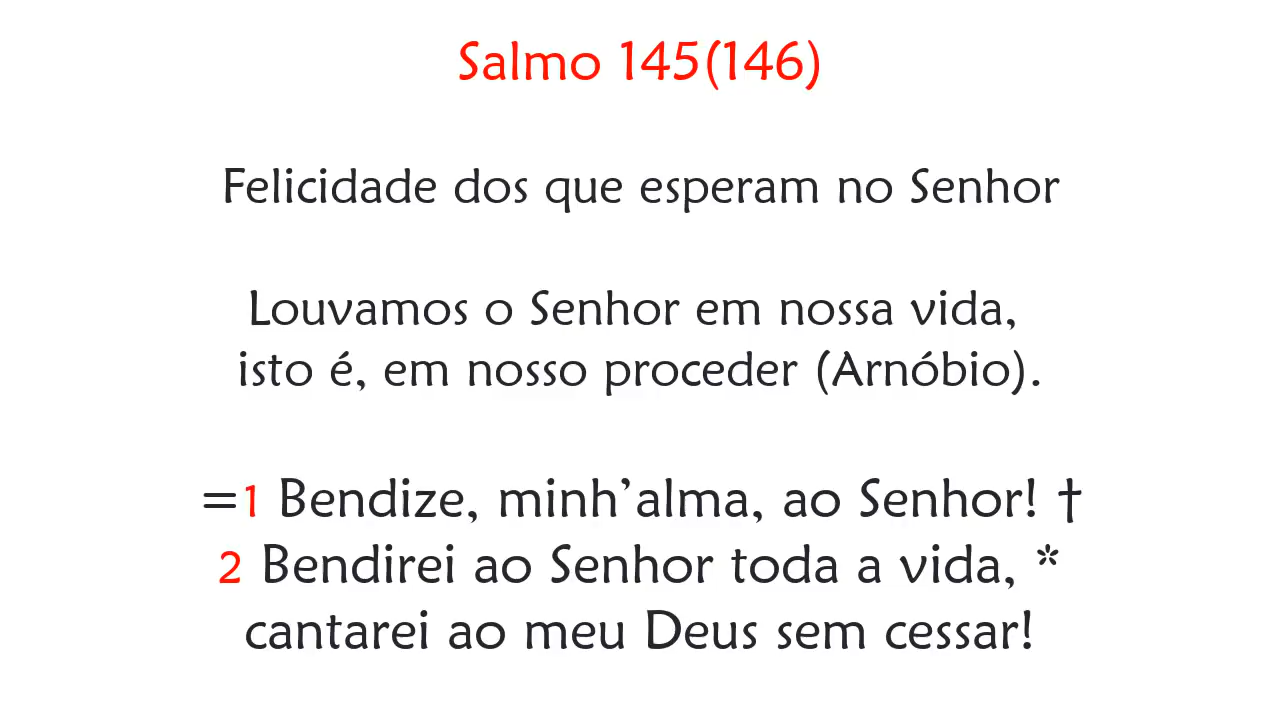 Salmo 145(146)
Felicidade dos que esperam no Senhor
Louvamos o Senhor em nossa vida,
isto é, em nosso proceder (Arnóbio).
=1 Bendize, minh’alma, ao Senhor! †
2 Bendirei ao Senhor toda a vida, *
cantarei ao meu Deus sem cessar!